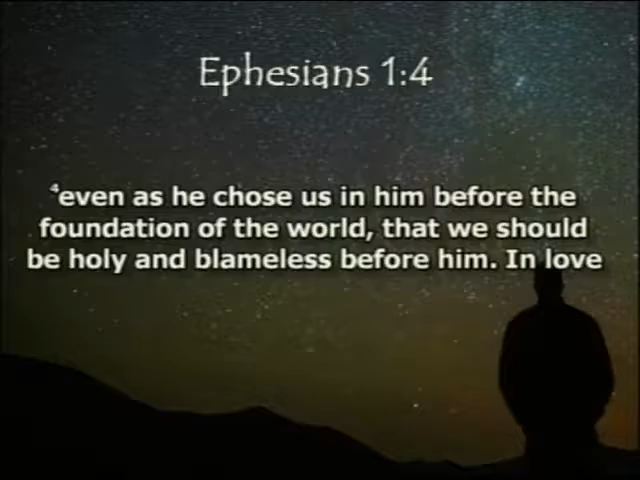 Ephesians 1:4
⁴even as he chose us in him before the
foundation of the world, that we should
be holy and blameless before him. In love